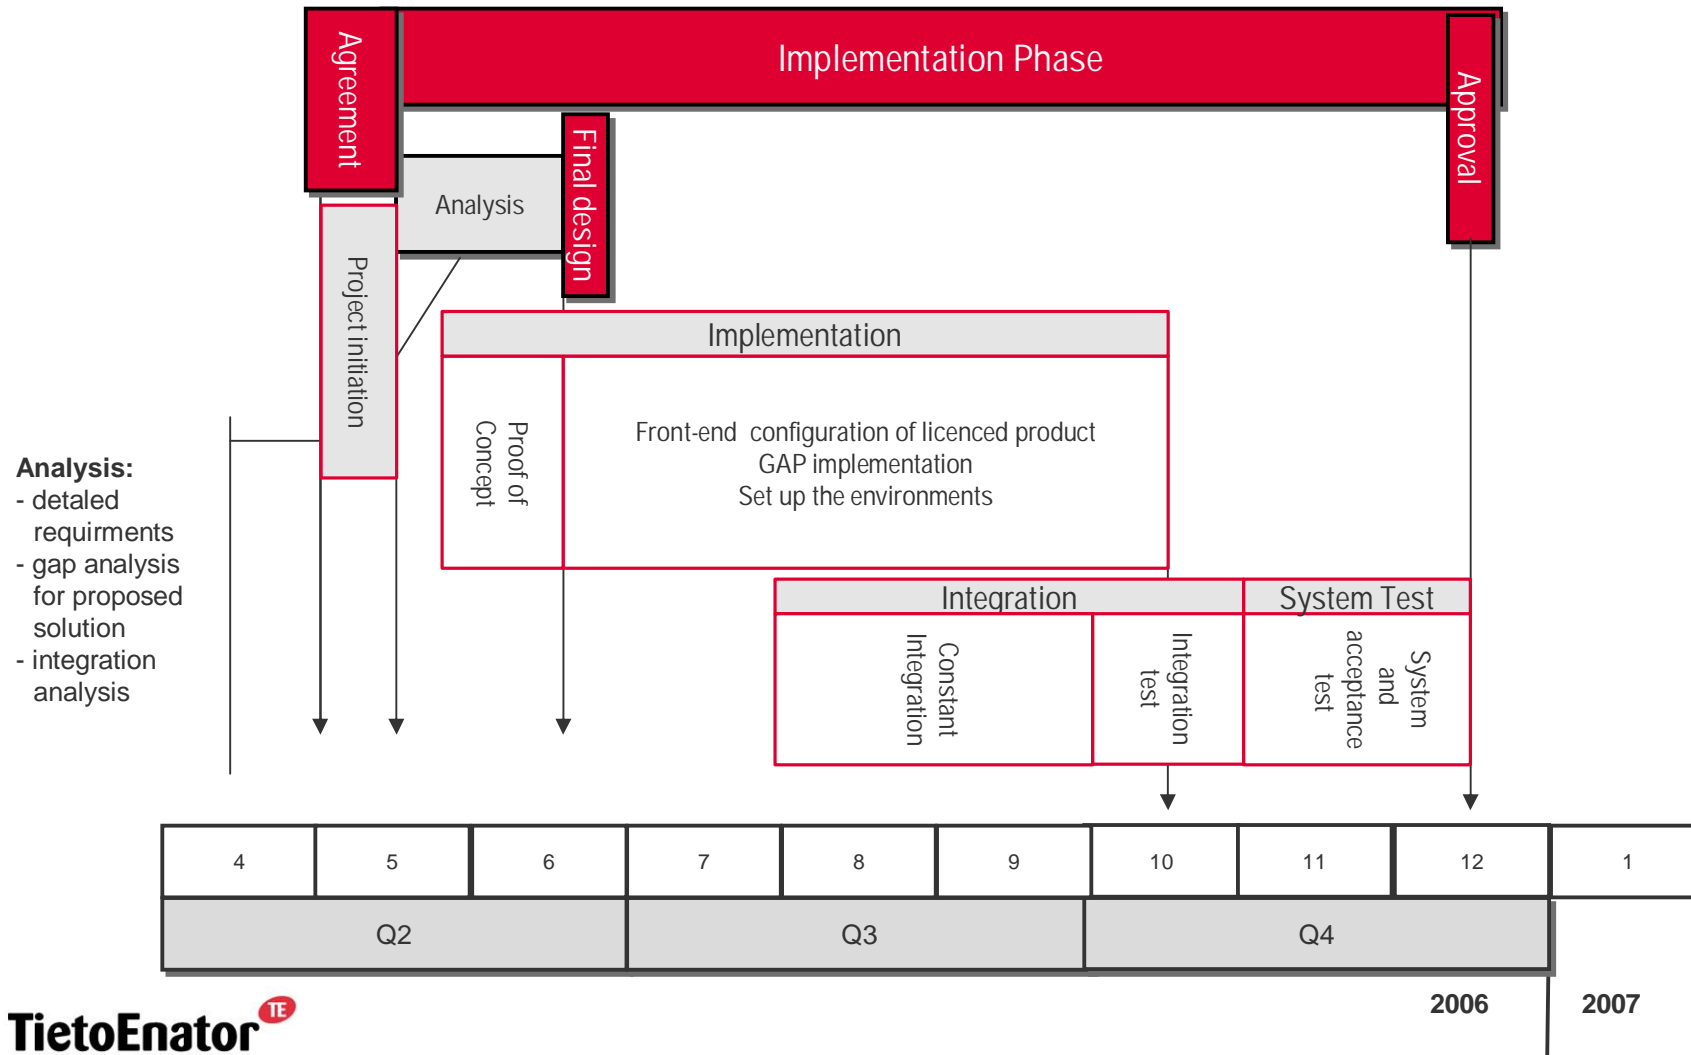 Implementation Phase
Agreement
Approval
Final design
Analysis
Project initiation
Implementation
Proof of
Concept
Front-end configuration of licenced product
GAP implementation
Set up the environments
Analysis:
- detaled
requirments
- gap analysis
for proposed
solution
- integration
analysis
Integration
System Test
Constant
Integration
Integration
test
System
and
acceptance
test
4 5 6 7 8 9 10 11 12 1
Q2 Q3 Q4
2006 2007
TietoEnator TE